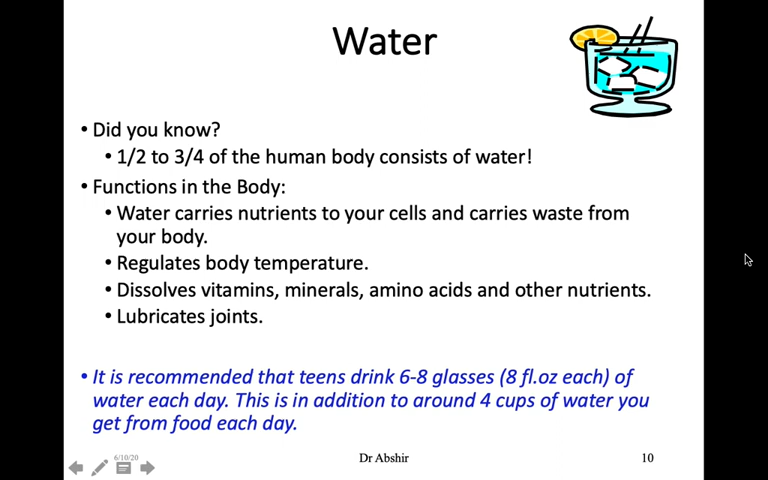 Water
• Did you know?
• 1/2 to 3/4 of the human body consists of water!
• Functions in the Body:
• Water carries nutrients to your cells and carries waste from
your body.
• Regulates body temperature.
• Dissolves vitamins, minerals, amino acids and other nutrients.
• Lubricates joints.
• It is recommended that teens drink 6-8 glasses (8 fl.oz each) of
water each day. This is in addition to around 4 cups of water you
get from food each day.
6/10/20
Dr Abshir
10